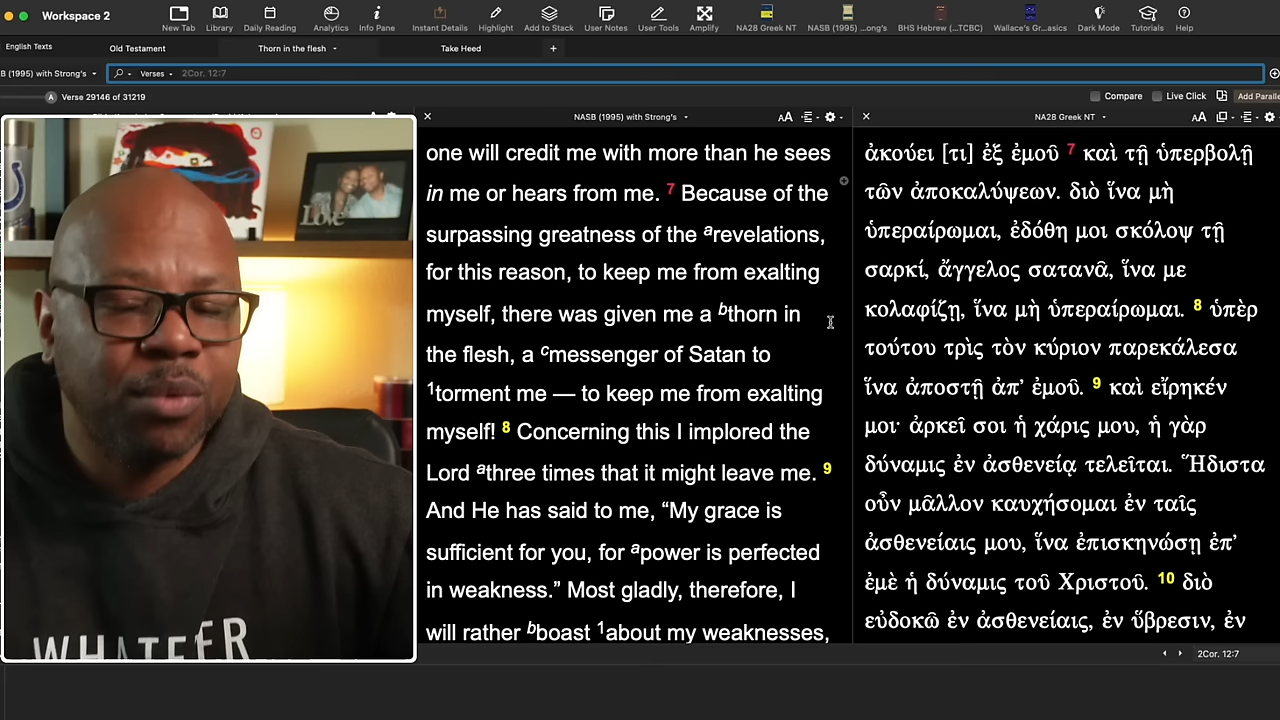 Workspace 2
New Tab
Library
Daily Reading
Analytics
Info Pane
Instant Details
Highlight
Add to Stack
User Notes
User Tools
Amplify
NA28 Greek NT
NASB (1995) ...ong's
BHS Hebrew (...TCBC)
Wallace's Gr...asics
Dark Mode
Tutorials
Help
English Texts
Old Testament
Thorn in the flesh
Take Heed
+
B (1995) with Strong's
Verses
2Cor. 12:7
A
Verse 29146 of 31219
Compare
Live Click
Add Paralle
NASB (1995) with Strong's
AA
one will credit me with more than he sees
in me or hears from me. 7 Because of the
surpassing greatness of the arevelations,
for this reason, to keep me from exalting
myself, there was given me a bthorn in
the flesh, a cmessenger of Satan to
1torment me — to keep me from exalting
myself! 8 Concerning this I implored the
Lord athree times that it might leave me. 9
And He has said to me, “My grace is
sufficient for you, for apower is perfected
in weakness.” Most gladly, therefore, I
will rather bboast 1about my weaknesses,
NA28 Greek NT
AA
ἀκούει [τι] ἐξ ἐμοῦ 7 καὶ τῇ ὑπερβολῇ
τῶν ἀποκαλύψεων. διὸ ἵνα μὴ
ὑπεραίρωμαι, ἐδόθη μοι σκόλοψ τῇ
σαρκί, ἄγγελος σατανᾶ, ἵνα με
κολαφίζῃ, ἵνα μὴ ὑπεραίρωμαι. 8 ὑπὲρ
τούτου τρὶς τὸν κύριον παρεκάλεσα
ἵνα ἀποστῇ ἀπ’ ἐμοῦ. 9 καὶ εἴρηκέν
μοι· ἀρκεῖ σοι ἡ χάρις μου, ἡ γὰρ
δύναμις ἐν ἀσθενείᾳ τελεῖται. Ἥδιστα
οὖν μᾶλλον καυχήσομαι ἐν ταῖς
ἀσθενείαις μου, ἵνα ἐπισκηνώσῃ ἐπ’
ἐμὲ ἡ δύναμις τοῦ Χριστοῦ. 10 διὸ
εὐδοκῶ ἐν ἀσθενείαις, ἐν ὕβρεσιν, ἐν
2Cor. 12:7
Love